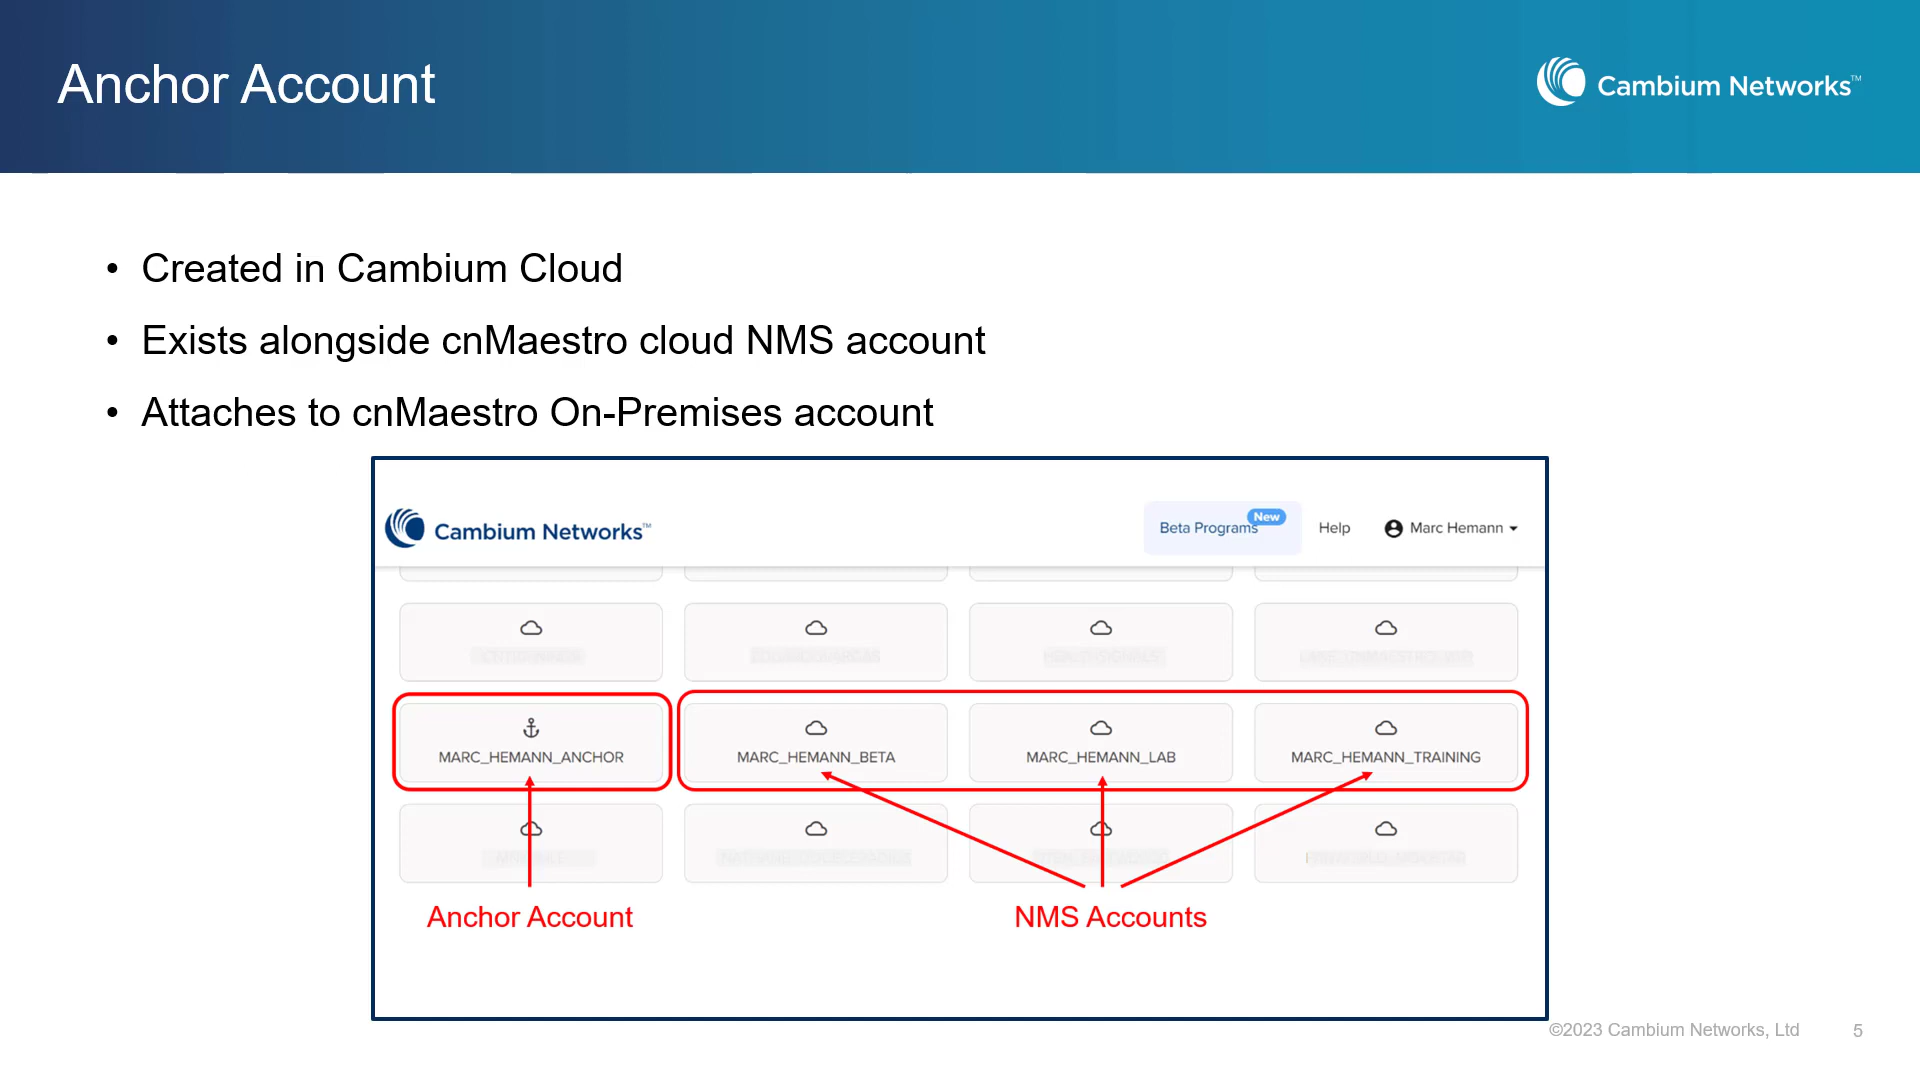 Anchor Account
Cambium Networks™
• Created in Cambium Cloud
• Exists alongside cnMaestro cloud NMS account
• Attaches to cnMaestro On-Premises account
Cambium Networks™
Beta Programs New Help Marc Hemann
MARC_HEMANN_ANCHOR MARC_HEMANN_BETA MARC_HEMANN_LAB MARC_HEMANN_TRAINING
Anchor Account NMS Accounts
©2023 Cambium Networks, Ltd 5